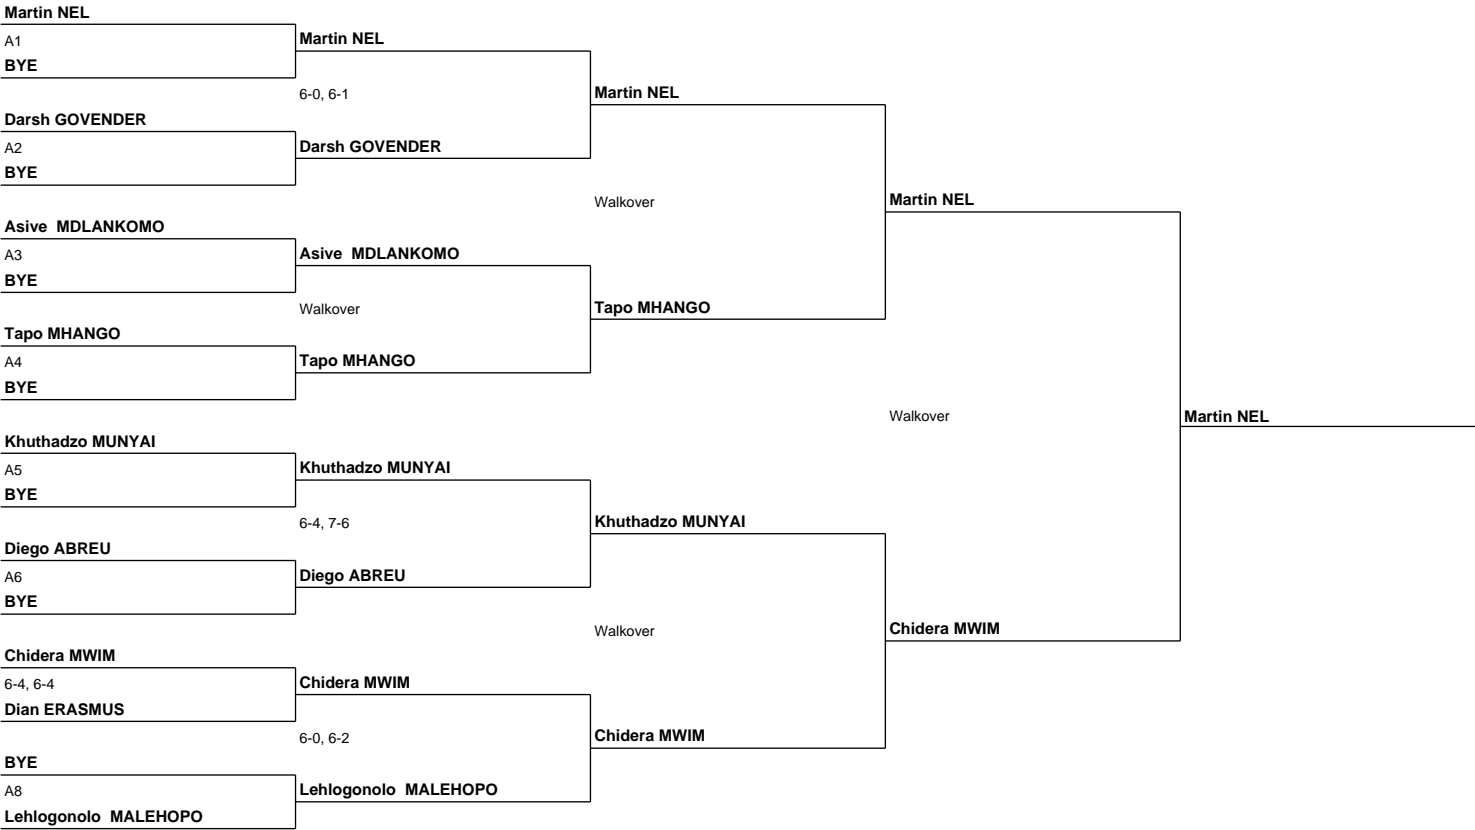 Martin NEL
A1
BYE
Martin NEL
6-0, 6-1
Darsh GOVENDER
A2
BYE
Darsh GOVENDER
Martin NEL
Walkover
Asive  MDLANKOMO
A3
BYE
Asive  MDLANKOMO
Walkover
Tapo MHANGO
A4
BYE
Tapo MHANGO
Tapo MHANGO
Martin NEL
Walkover
Khuthadzo MUNYAI
A5
BYE
Khuthadzo MUNYAI
6-4, 7-6
Diego ABREU
A6
BYE
Diego ABREU
Khuthadzo MUNYAI
Walkover
Chidera MWIM
6-4, 6-4
Dian ERASMUS
Chidera MWIM
6-0, 6-2
BYE
A8
Lehlogonolo  MALEHOPO
Lehlogonolo  MALEHOPO
Chidera MWIM
Chidera MWIM
Martin NEL